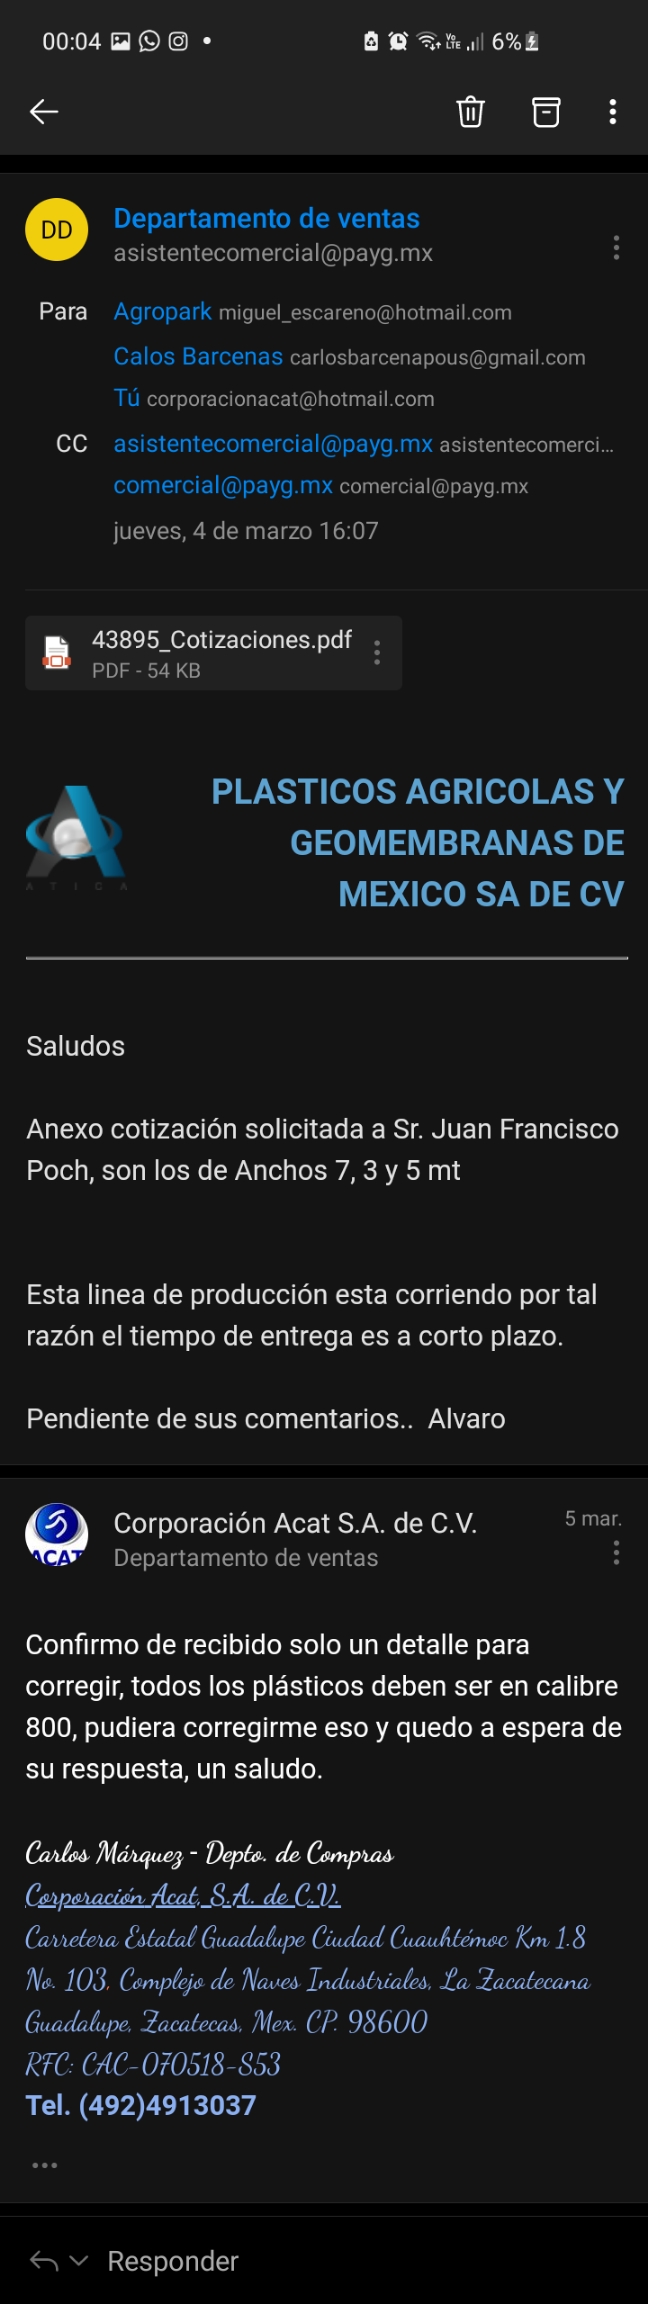 00:04 6%
DD
Departamento de ventas
asistentecomercial@payg.mx
Para Agropark miguel_escareno@hotmail.com
Calos Barcenas carlosbarcenapous@gmail.com
Tú corporacionacat@hotmail.com
CC asistentecomercial@payg.mx asistentecomerci...
comercial@payg.mx comercial@payg.mx
jueves, 4 de marzo 16:07
43895_Cotizaciones.pdf
PDF - 54 KB
PLASTICOS AGRICOLAS Y
GEOMEMBRANAS DE
MEXICO SA DE CV
ATICA
Saludos
Anexo cotización solicitada a Sr. Juan Francisco
Poch, son los de Anchos 7, 3 y 5 mt
Esta linea de producción esta corriendo por tal
razón el tiempo de entrega es a corto plazo.
Pendiente de sus comentarios.. Alvaro
ACAT
Corporación Acat S.A. de C.V. 5 mar.
Departamento de ventas
Confirmo de recibido solo un detalle para
corregir, todos los plásticos deben ser en calibre
800, pudiera corregirme eso y quedo a espera de
su respuesta, un saludo.
Carlos Márquez - Depto. de Compras
Corporación Acat, S.A. de C.V.
Carretera Estatal Guadalupe Ciudad Cuauhtémoc Km 1.8
No. 103, Complejo de Naves Industriales, La Zacatecana
Guadalupe, Zacatecas, Mex. CP. 98600
RFC: CAC-070518-S53
Tel. (492)4913037
...
Responder